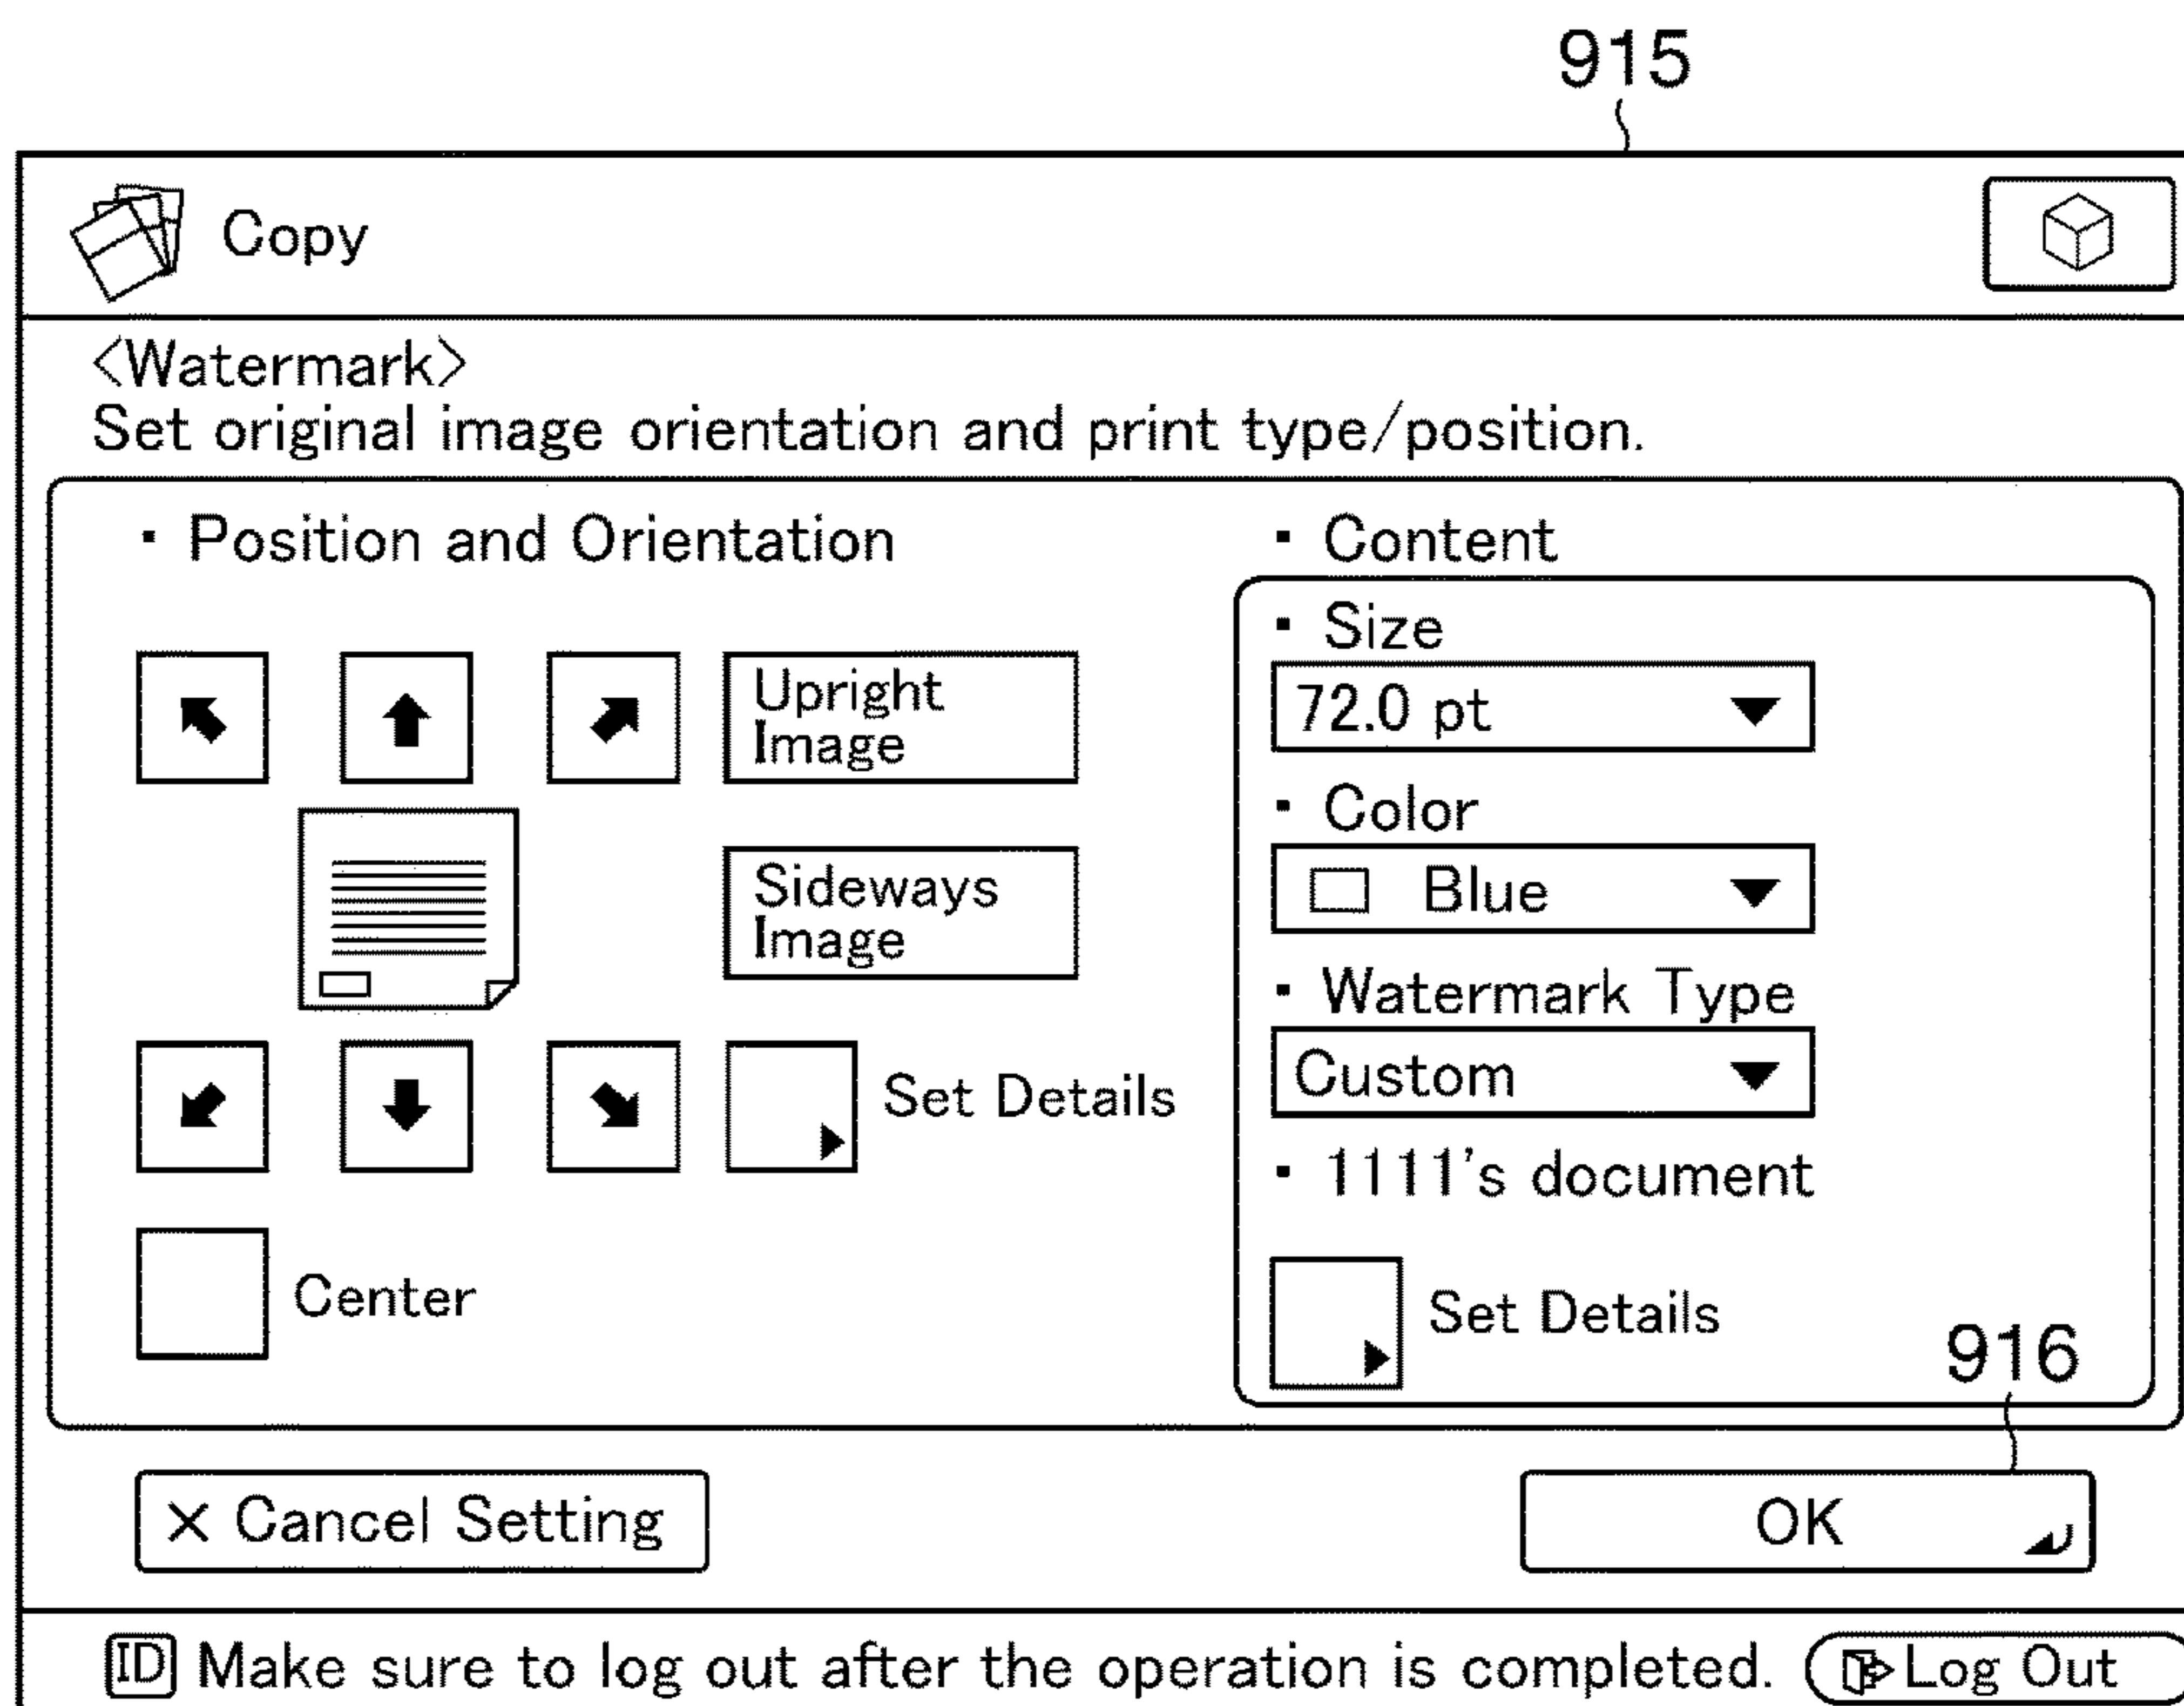 915
Copy
<Watermark>
Set original image orientation and print type/position.
▪ Position and Orientation
Upright
Image
Sideways
Image
Set Details
Center
▪ Content
▪ Size
72.0 pt
▪ Color
Blue
▪ Watermark Type
Custom
▪ 1111's document
Set Details
916
× Cancel Setting
OK
ID Make sure to log out after the operation is completed. Log Out